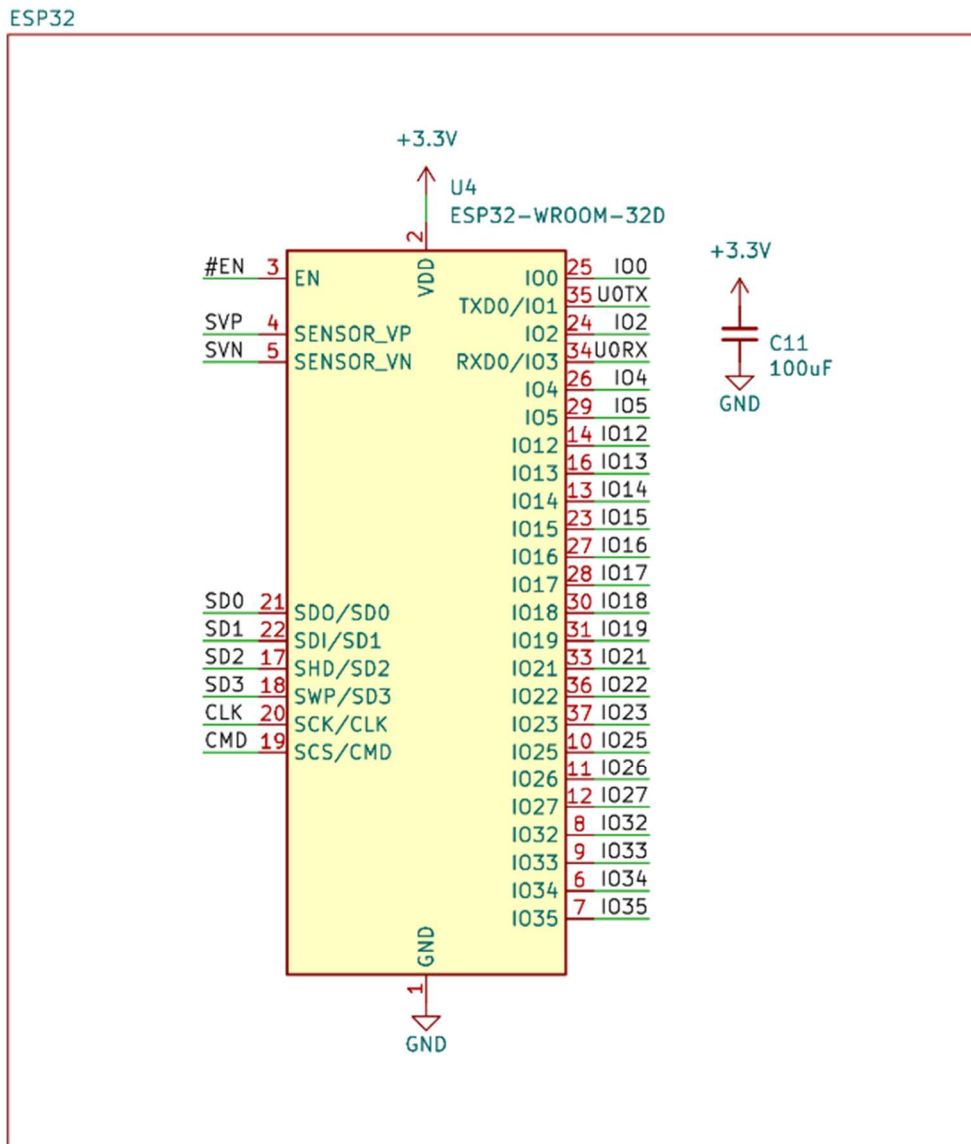 ESP32
+3.3V
U4
ESP32-WROOM-32D
2
VDD
+3.3V
C11
100uF
GND
#EN 3 EN
SVP 4 SENSOR_VP
SVN 5 SENSOR_VN
SD0 21 SDO/SD0
SD1 22 SDI/SD1
SD2 17 SHD/SD2
SD3 18 SWP/SD3
CLK 20 SCK/CLK
CMD 19 SCS/CMD
IO0 25 IO0
TXD0/IO1 35 U0TX
IO2 24 IO2
RXD0/IO3 34 U0RX
IO4 26 IO4
IO5 29 IO5
IO12 14 IO12
IO13 16 IO13
IO14 13 IO14
IO15 23 IO15
IO16 27 IO16
IO17 28 IO17
IO18 30 IO18
IO19 31 IO19
IO21 33 IO21
IO22 36 IO22
IO23 37 IO23
IO25 10 IO25
IO26 11 IO26
IO27 12 IO27
IO32 8 IO32
IO33 9 IO33
IO34 6 IO34
IO35 7 IO35
GND
1
GND